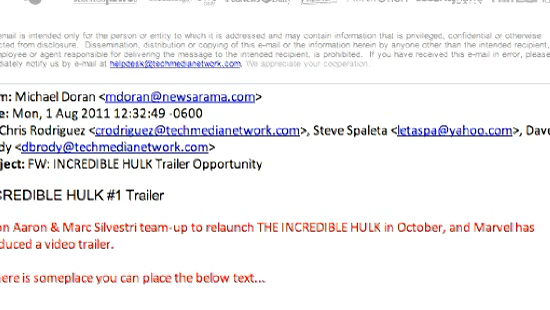 email is intended only for the person or entity to which it is addressed and may contain information that is privileged, confidential or otherwise
cted from disclosure. Dissemination, distribution or copying of this e-mail or the information herein by anyone other than the intended recipient,
ployee or agent responsible for delivering the message to the intended recipient, is prohibited. If you have received this e-mail in error, please
diately notify us by e-mail at helpdesk@techmedianetwork.com. We appreciate your cooperation.
m: Michael Doran <mdoran@newsarama.com>
e: Mon, 1 Aug 2011 12:32:49 -0600
Chris Rodriguez <crodriguez@techmedianetwork.com>, Steve Spaleta <letaspa@yahoo.com>, Dave
dy <dbrody@techmedianetwork.com>
ject: FW: INCREDIBLE HULK Trailer Opportunity
CREDIBLE HULK #1 Trailer
on Aaron & Marc Silvestri team-up to relaunch THE INCREDIBLE HULK in October, and Marvel has
duced a video trailer.
ere is someplace you can place the below text...